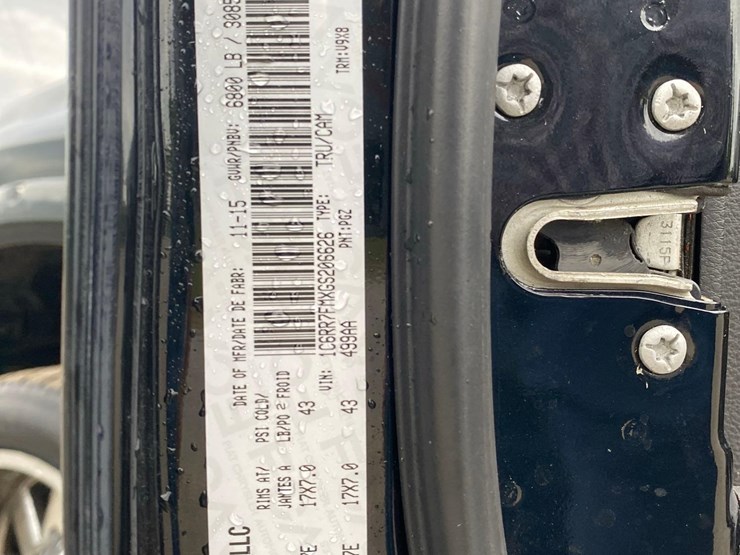 LLC
DATE OF MFR/DATE DE FABR: 11-15 GVWR/PNBV: 6800 LB / 3085
RIMS AT/ PSI COLD/
JANTES A LB/PO 2 FROID
17X7.0 43 VIN: 1C6RR7FMXGS206626 TYPE: TRU/CAM
17X7.0 43 499AA PNT:PGZ TRM:V9X8
3115P